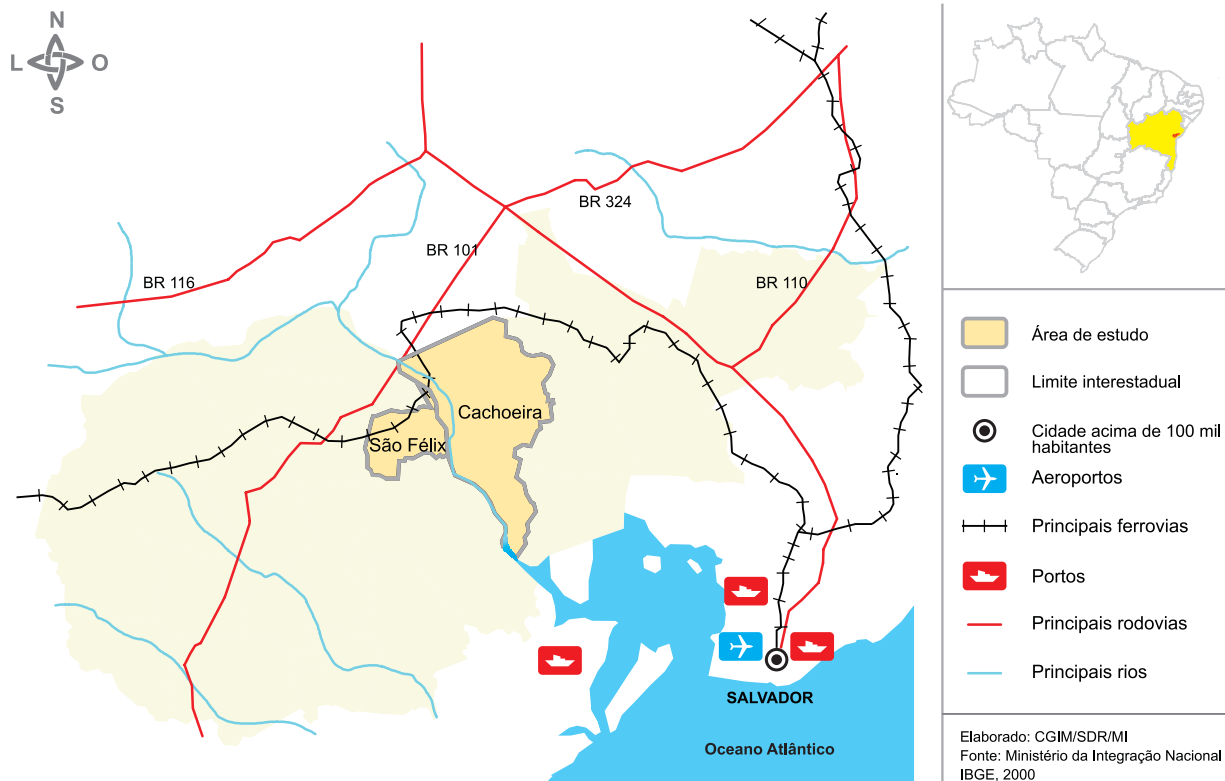 N
L O
S
BR 324
BR 101
BR 116
BR 110
Cachoeira
São Félix
SALVADOR
Oceano Atlântico
Área de estudo
Limite interestadual
Cidade acima de 100 mil
habitantes
Aeroportos
Principais ferrovias
Portos
Principais rodovias
Principais rios
Elaborado: CGIM/SDR/MI
Fonte: Ministério da Integração Nacional
IBGE, 2000